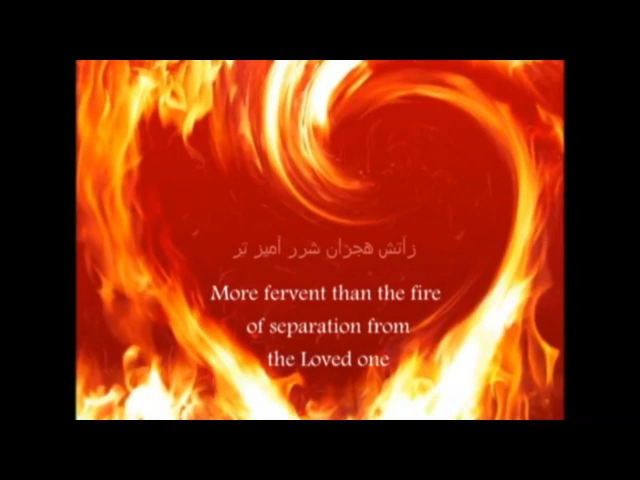 زآتش هجران شرر آمیز تر
More fervent than the fire
of separation from
the Loved one